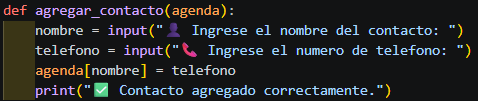 def agregar_contacto(agenda):
    nombre = input("👤 Ingrese el nombre del contacto: ")
    telefono = input("📞 Ingrese el numero de telefono: ")
    agenda[nombre] = telefono
    print("✅ Contacto agregado correctamente.")